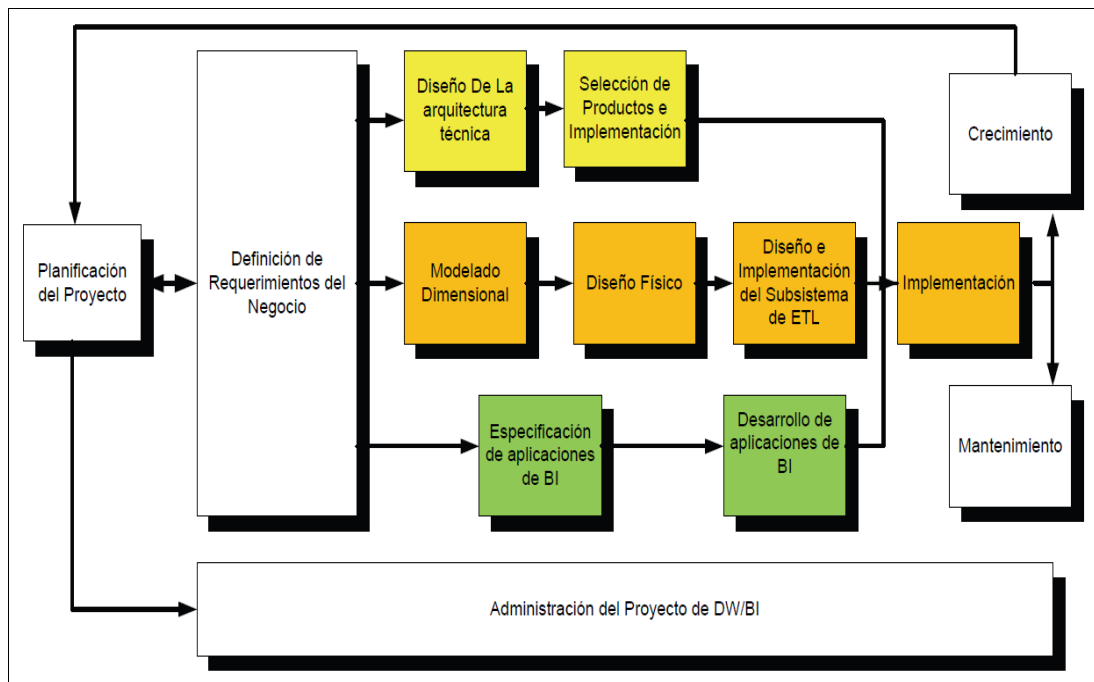 Diseño De La
arquitectura
técnica
Selección de
Productos e
Implementación
Crecimiento
Planificación
del Proyecto
Definición de
Requerimientos del
Negocio
Modelado
Dimensional
Diseño Físico
Diseño e
Implementación
del Subsistema
de ETL
Implementación
Especificación
de aplicaciones
de BI
Desarrollo de
aplicaciones de
BI
Mantenimiento
Administración del Proyecto de DW/BI